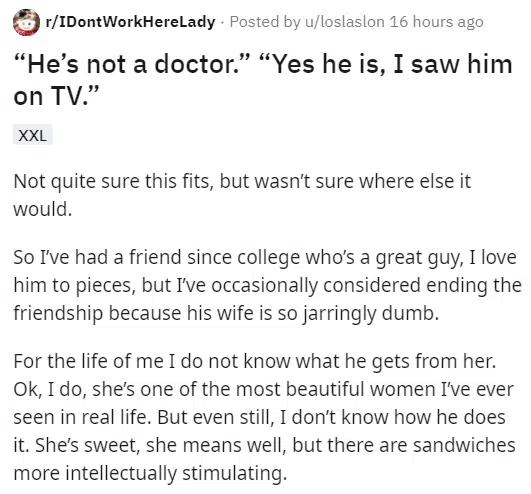 r/IDontWorkHereLady · Posted by u/loslaslon 16 hours ago
“He’s not a doctor.” “Yes he is, I saw him
on TV.”
XXL
Not quite sure this fits, but wasn’t sure where else it
would.
So I’ve had a friend since college who’s a great guy, I love
him to pieces, but I’ve occasionally considered ending the
friendship because his wife is so jarringly dumb.
For the life of me I do not know what he gets from her.
Ok, I do, she’s one of the most beautiful women I’ve ever
seen in real life. But even still, I don’t know how he does
it. She’s sweet, she means well, but there are sandwiches
more intellectually stimulating.